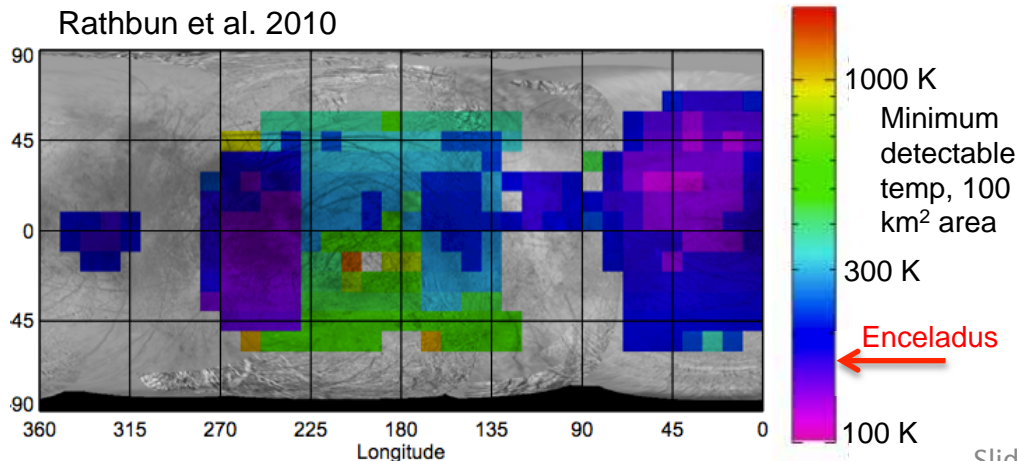 Rathbun et al. 2010
90
45
0
-45
-90
360 315 270 225 180 135 90 45 0
Longitude
1000 K
Minimum
detectable
temp, 100
km² area
300 K
Enceladus
100 K
Slid